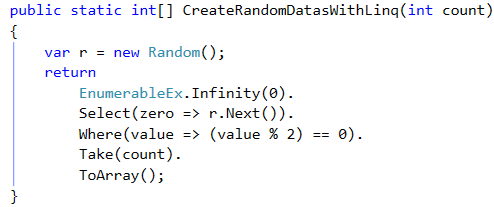 public static int[] CreateRandomDatasWithLinq(int count)
{
    var r = new Random();
    return
        EnumerableEx.Infinity(0).
        Select(zero => r.Next()).
        Where(value => (value % 2) == 0).
        Take(count).
        ToArray();
}